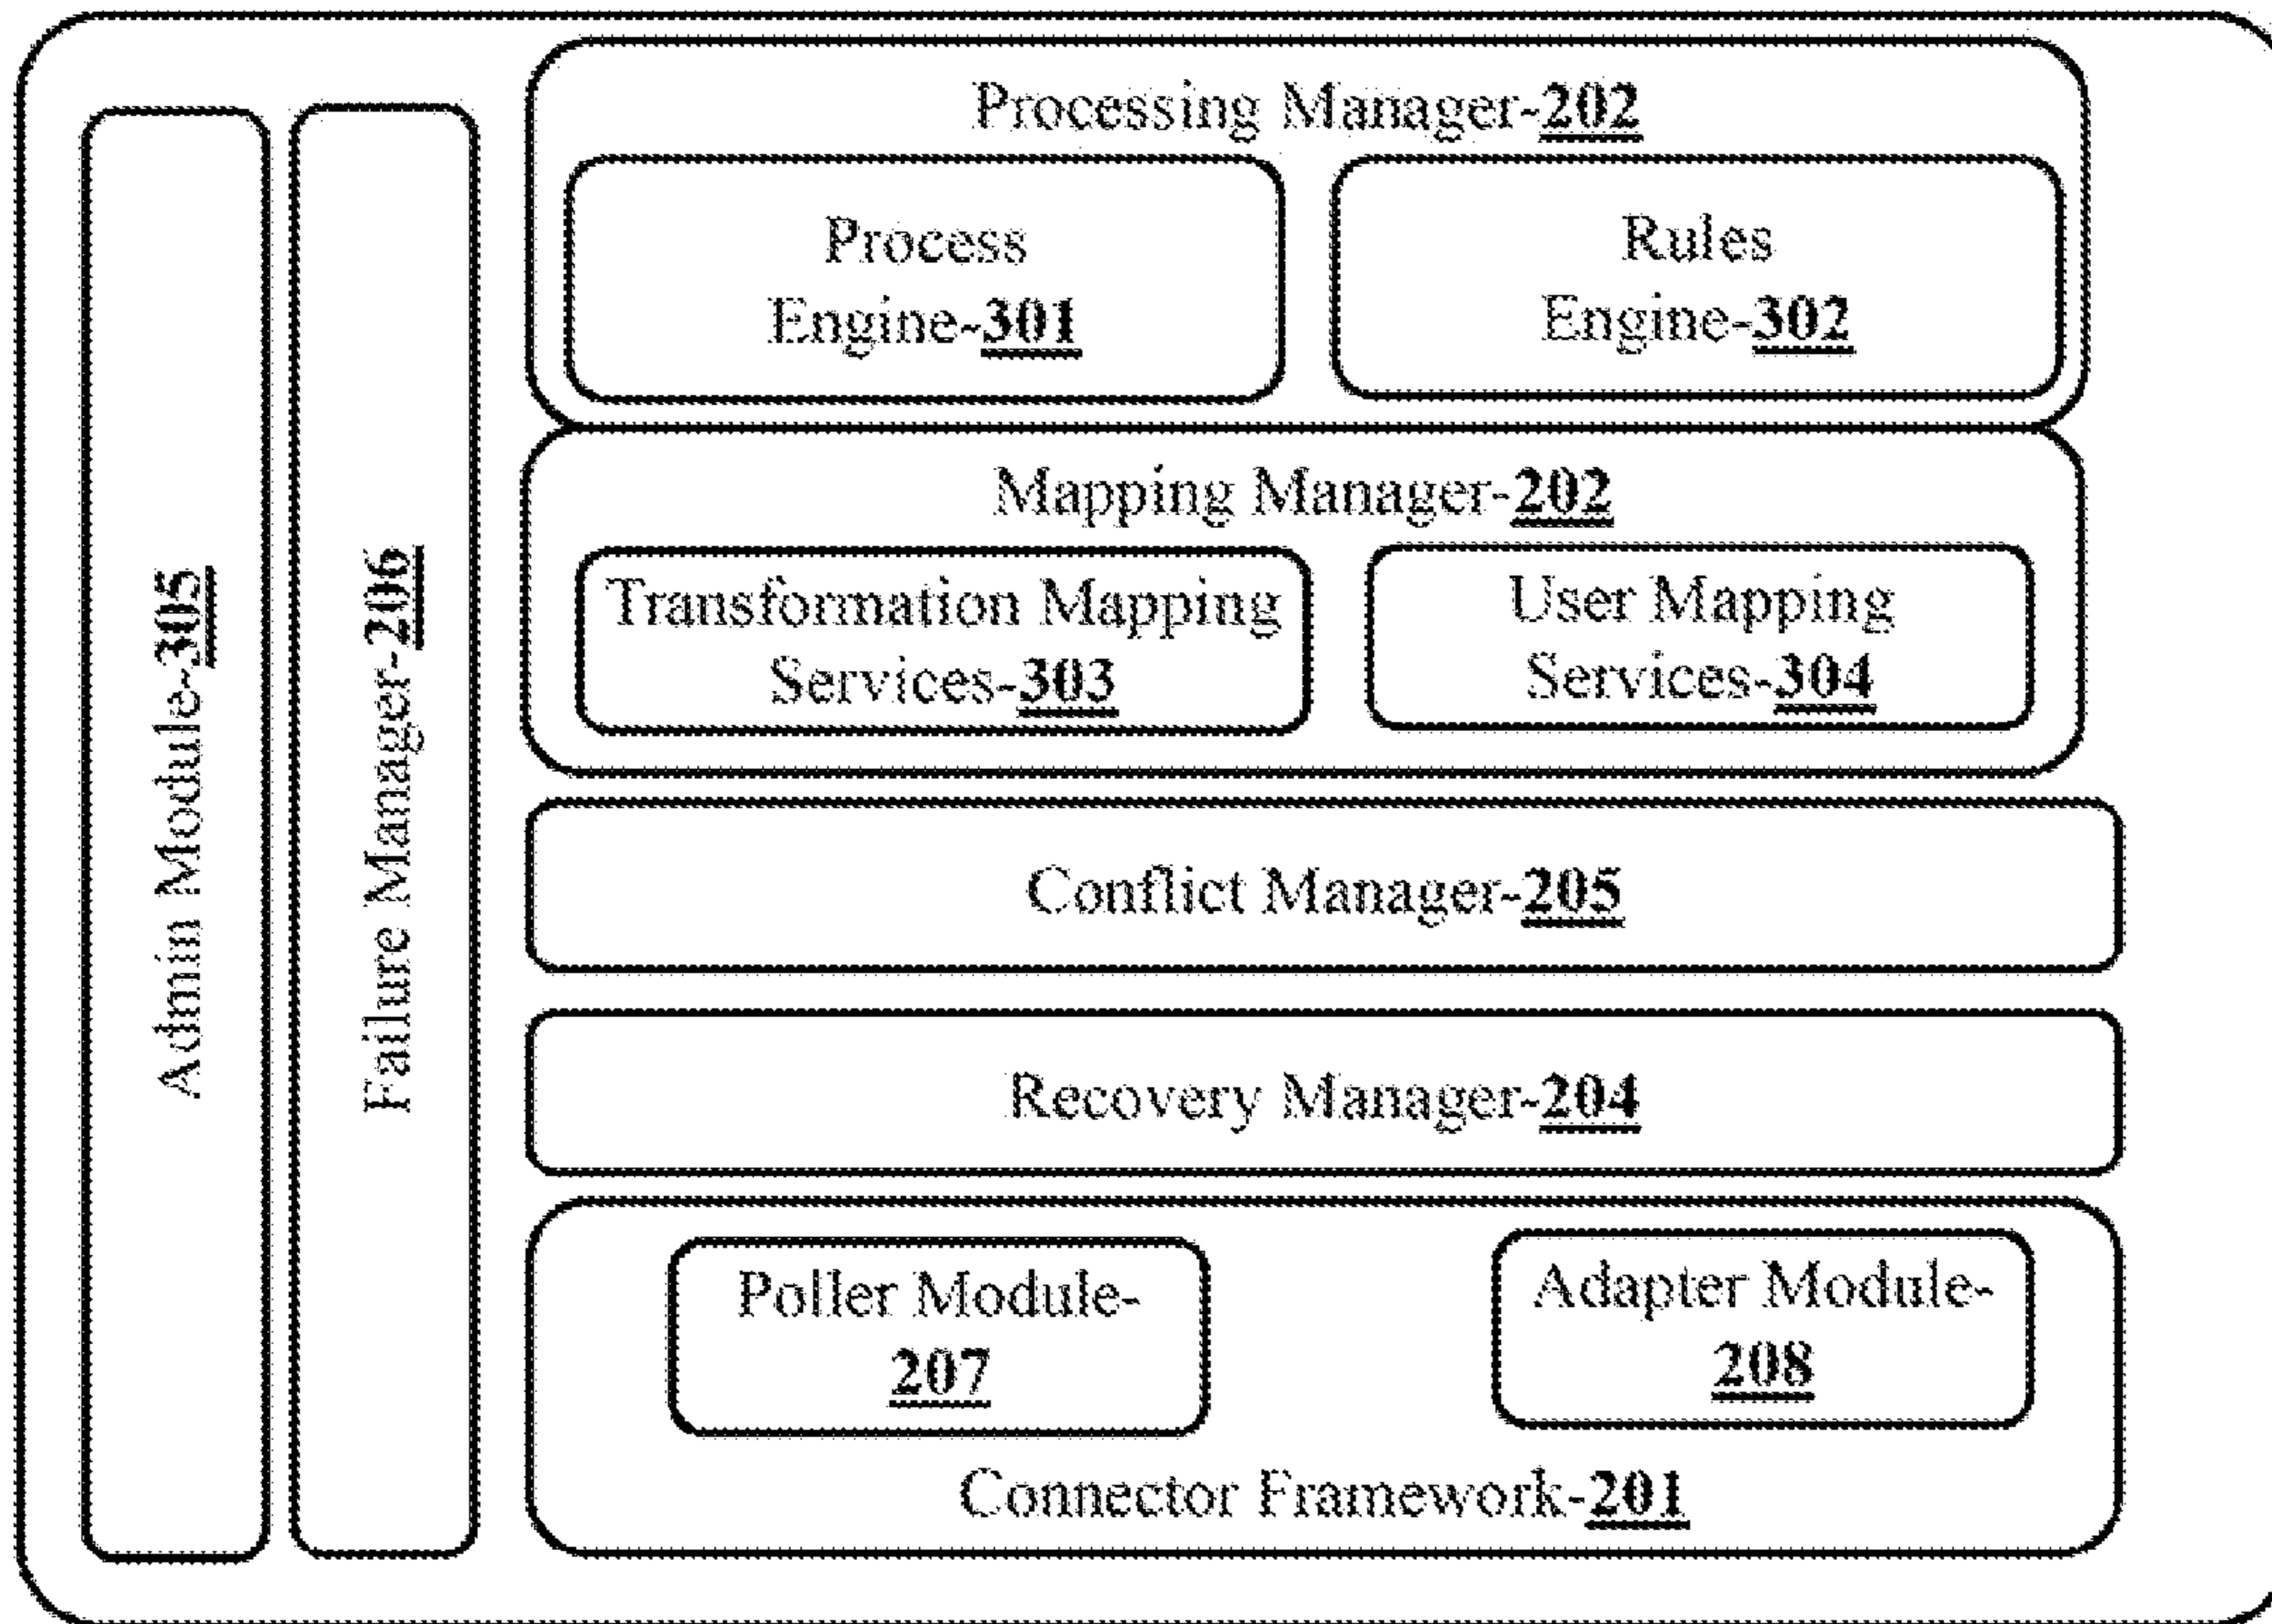 Processing Manager-202
Process
Engine-301
Rules
Engine-302
Mapping Manager-202
Transformation Mapping
Services-303
User Mapping
Services-304
Admin Module-305
Failure Manager-206
Conflict Manager-205
Recovery Manager-204
Poller Module-
207
Adapter Module-
208
Connector Framework-201